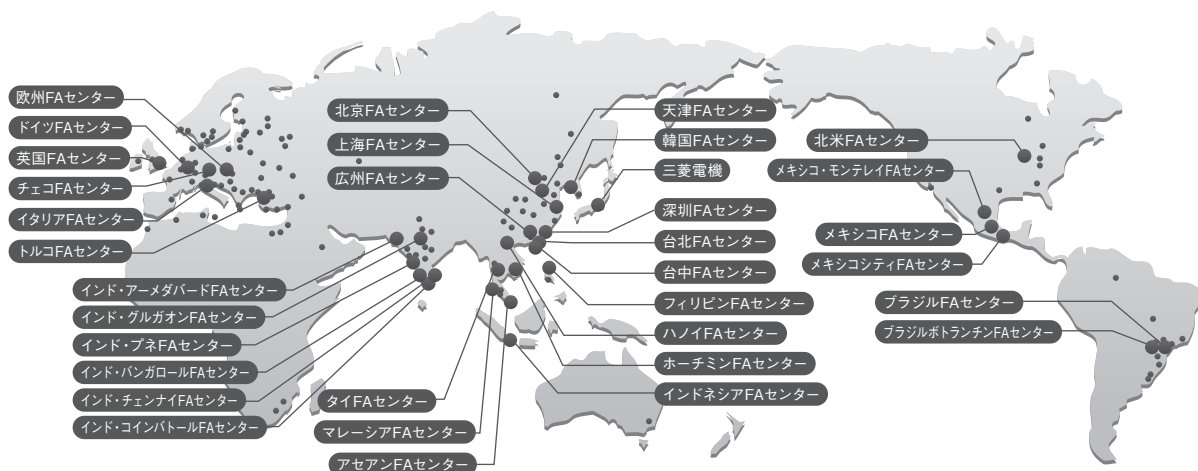 欧州FAセンター
ドイツFAセンター
英国FAセンター
チェコFAセンター
イタリアFAセンター
トルコFAセンター
インド・アーメダバードFAセンター
インド・グルガオンFAセンター
インド・プネFAセンター
インド・バンガロールFAセンター
インド・チェンナイFAセンター
インド・コインバトールFAセンター
北京FAセンター
上海FAセンター
広州FAセンター
タイFAセンター
マレーシアFAセンター
アセアンFAセンター
天津FAセンター
韓国FAセンター
三菱電機
深圳FAセンター
台北FAセンター
台中FAセンター
フィリピンFAセンター
ハノイFAセンター
ホーチミンFAセンター
インドネシアFAセンター
北米FAセンター
メキシコ・モンテレイFAセンター
メキシコFAセンター
メキシコシティFAセンター
ブラジルFAセンター
ブラジルボトランチンFAセンター